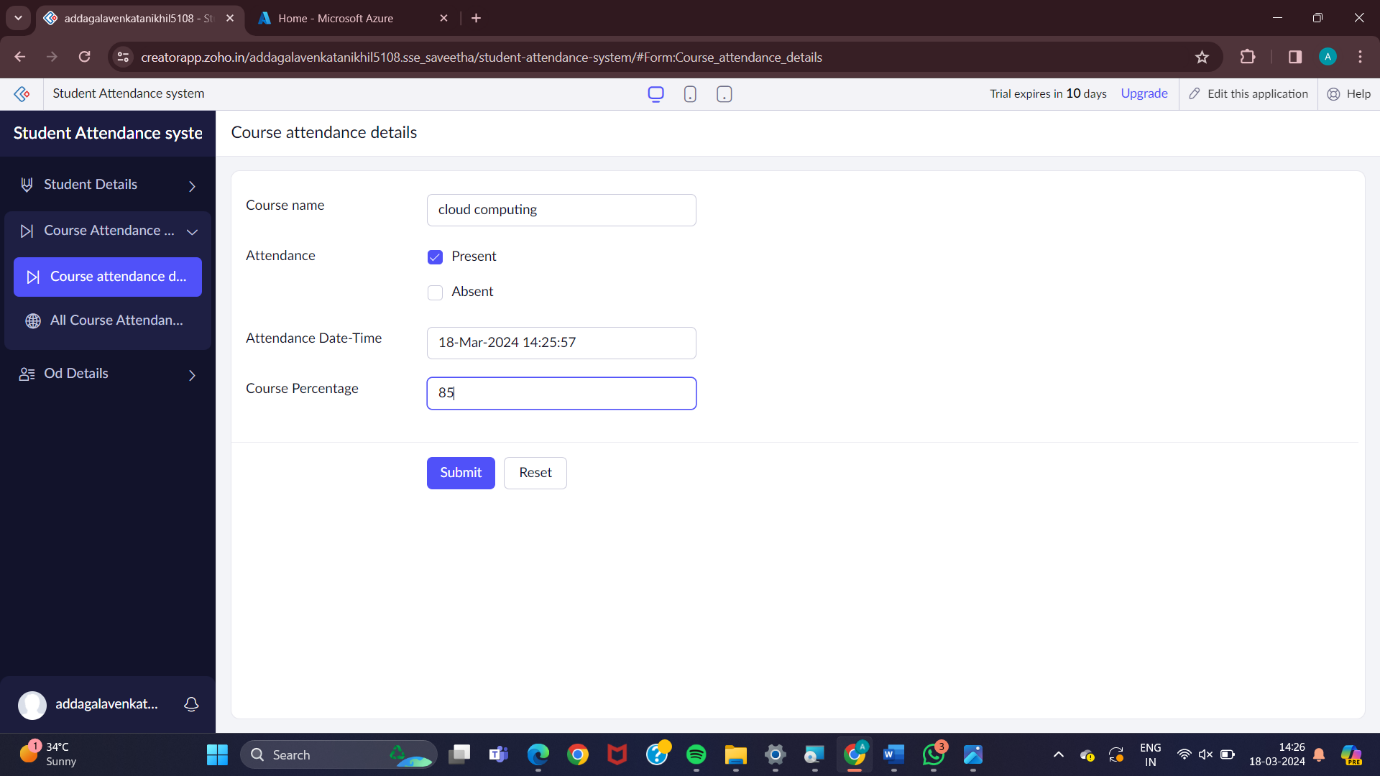 addagalavenkatanikhil5108 - St
Home - Microsoft Azure
creatorapp.zoho.in/addagalavenkatanikhil5108.sse_saveetha/student-attendance-system/#Form:Course_attendance_details
A
Student Attendance system
Trial expires in 10 days
Upgrade
Edit this application
Help
Student Attendance syste
Course attendance details
Student Details
Course Attendance ...
Course attendance d...
All Course Attendan...
Od Details
Course name
cloud computing
Attendance
Present
Absent
Attendance Date-Time
18-Mar-2024 14:25:57
Course Percentage
85
Submit
Reset
addagalavenkat...
1
34°C
Sunny
Search
A
3
ENG
IN
14:26
18-03-2024
PRE